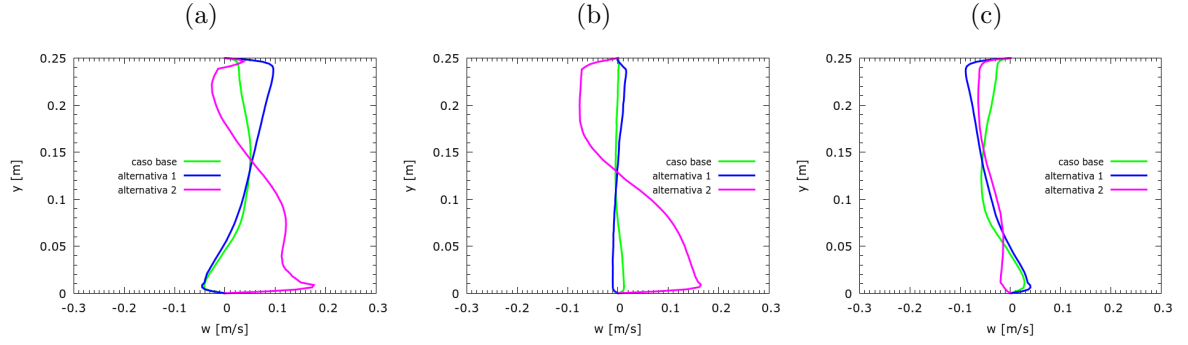 (a) (b) (c)
0.25 0.25 0.25
0.2 0.2 0.2
0.15 0.15 0.15
caso base caso base caso base
y [m] y [m] y [m]
alternativa 1 alternativa 1 alternativa 1
alternativa 2 alternativa 2 alternativa 2
0.1 0.1 0.1
0.05 0.05 0.05
0 0 0
-0.3 -0.2 -0.1 0 0.1 0.2 0.3 -0.3 -0.2 -0.1 0 0.1 0.2 0.3 -0.3 -0.2 -0.1 0 0.1 0.2 0.3
w [m/s] w [m/s] w [m/s]